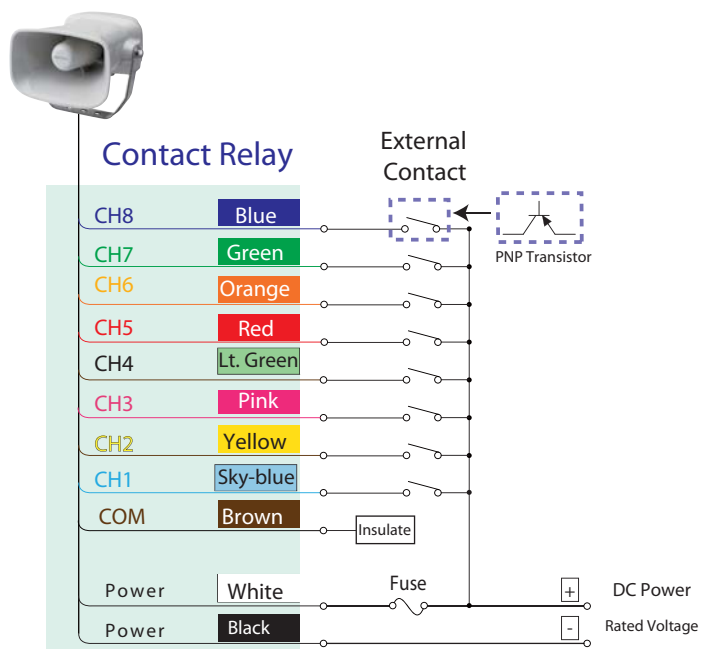 Contact Relay
External
Contact
CH8 Blue
PNP Transistor
CH7 Green
CH6 Orange
CH5 Red
CH4 Lt. Green
CH3 Pink
CH2 Yellow
CH1 Sky-blue
COM Brown Insulate
Power White Fuse + DC Power
Power Black - Rated Voltage